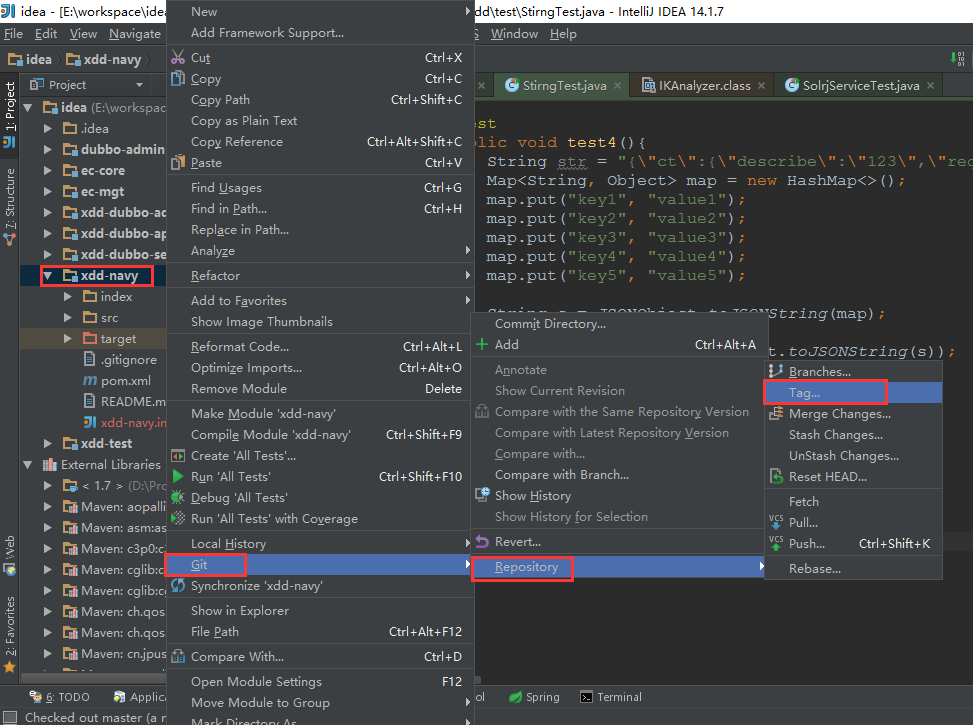 idea - [E:\workspace\idea
dd\test\StirngTest.java - IntelliJ IDEA 14.1.7
File Edit View Navigate
Window Help
idea xdd-navy
Project
StirngTest.java IKAnalyzer.class SolrjServiceTest.java
1: Project
7: Structure
Web
2: Favorites
idea (E:\workspac
.idea
dubbo-admin
ec-core
ec-mgt
xdd-dubbo-ad
xdd-dubbo-ap
xdd-dubbo-se
xdd-navy
index
src
target
.gitignore
pom.xml
README.m
xdd-navy.im
xdd-test
External Libraries
< 1.7 > (D:\Pro
Maven: aopalli
Maven: asm:as
Maven: c3p0:c
Maven: cglib:c
Maven: cglib:c
Maven: ch.qos
Maven: ch.qos
Maven: ch.qos
Maven: cn.jpus
New
Add Framework Support...
Cut Ctrl+X
Copy Ctrl+C
Copy Path Ctrl+Shift+C
Copy as Plain Text
Copy Reference Ctrl+Alt+Shift+C
Paste Ctrl+V
Find Usages Ctrl+G
Find in Path... Ctrl+H
Replace in Path...
Analyze
Refactor
Add to Favorites
Show Image Thumbnails
Reformat Code... Ctrl+Alt+L
Optimize Imports... Ctrl+Alt+O
Remove Module Delete
Make Module 'xdd-navy'
Compile Module 'xdd-navy' Ctrl+Shift+F9
Create 'All Tests'...
Run 'All Tests' Ctrl+Shift+F10
Debug 'All Tests'
Run 'All Tests' with Coverage
Local History
Git
Synchronize 'xdd-navy'
Show in Explorer
File Path Ctrl+Alt+F12
Compare With... Ctrl+D
Open Module Settings F12
Move Module to Group
Mark Directory As
est
blic void test4(){
String str = "{\"ct\":{\"describe\":\"123\",\"rec
Map<String, Object> map = new HashMap<>();
map.put("key1", "value1");
map.put("key2", "value2");
map.put("key3", "value3");
map.put("key4", "value4");
map.put("key5", "value5");
String s = JSONObject.toJSONString(map);
t.toJSONString(s));
Commit Directory...
Add Ctrl+Alt+A
Annotate
Show Current Revision
Compare with the Same Repository Version
Compare with Latest Repository Version
Compare with...
Compare with Branch...
Show History
Show History for Selection
Revert...
Repository
Branches...
Tag...
Merge Changes...
Stash Changes...
UnStash Changes...
Reset HEAD...
Fetch
VCS Pull...
VCS Push... Ctrl+Shift+K
Rebase...
6: TODO Applica
ol Spring Terminal
Checked out master (a m